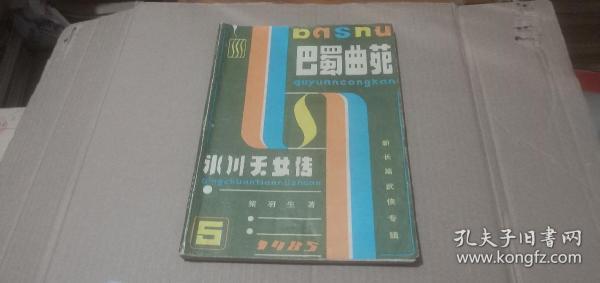 bashu
巴蜀曲苑
quyuancongkan
冰川天女传
bingchuantiannüzhuan
梁羽生著
新长篇武侠专辑
5
1985
孔夫子旧书网
www.kongfz.com